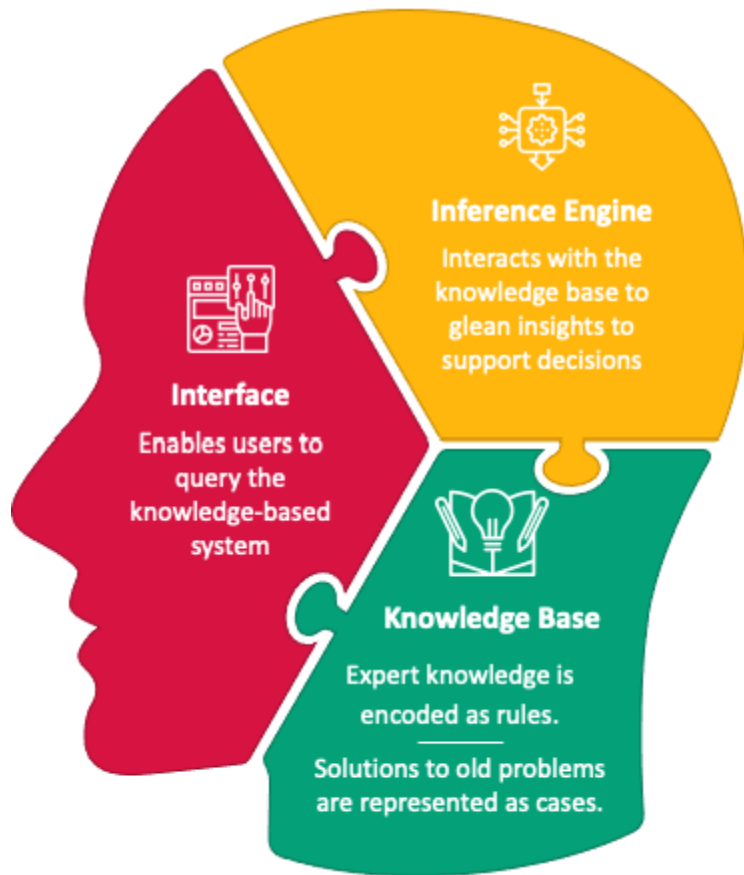 Inference Engine
Interacts with the
knowledge base to
glean insights to
support decisions
Interface
Enables users to
query the
knowledge-based
system
Knowledge Base
Expert knowledge is
encoded as rules.
Solutions to old problems
are represented as cases.